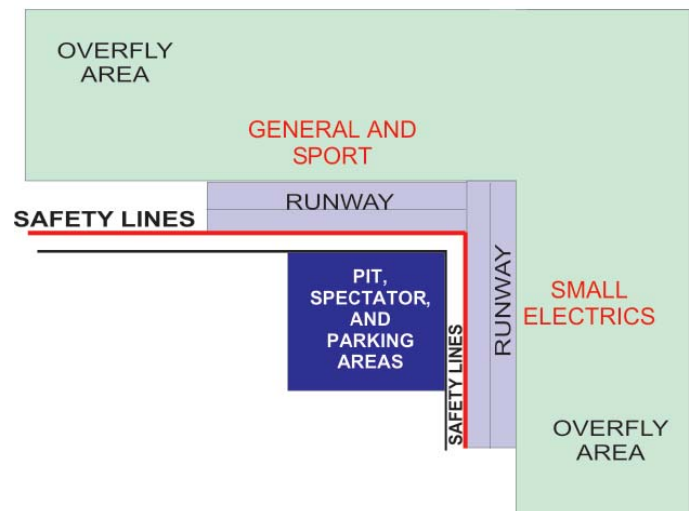 OVERFLY
AREA
GENERAL AND
SPORT
RUNWAY
SAFETY LINES
PIT,
SPECTATOR,
AND
PARKING
AREAS
SAFETY LINES
RUNWAY
SMALL
ELECTRICS
OVERFLY
AREA